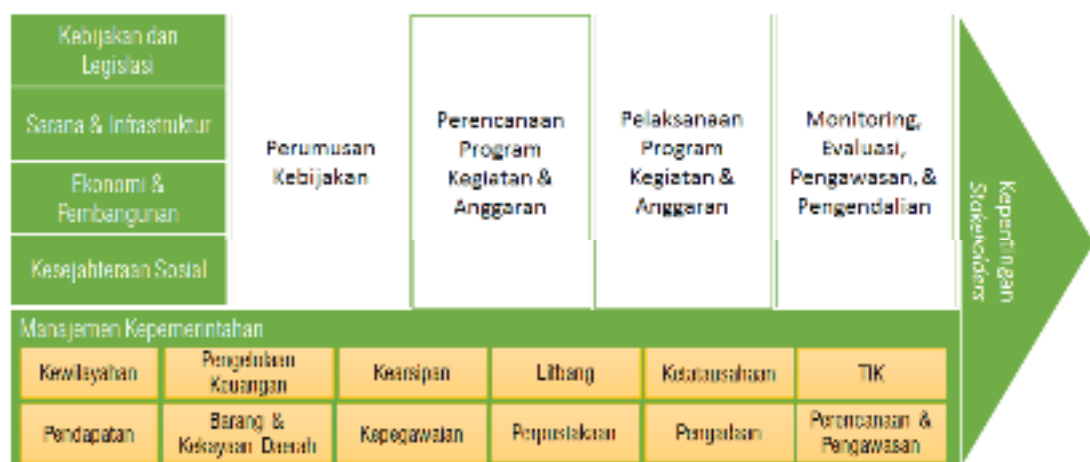 Kebijakan dan
Legislasi
Sarana & Infrastruktur
Ekonomi &
Pembangunan
Kesejahteraan Sosial
Perumusan
Kebijakan
Perencanaan
Program
Kegiatan &
Anggaran
Pelaksanaan
Program
Kegiatan &
Anggaran
Monitoring,
Evaluasi,
Pengawasan, &
Pengendalian
Kepentingan
Stakeholders
Manajemen Kepemerintahan
Kewilayahan
Pengelolaan
Keuangan
Kearsipan
Litbang
Ketatausahaan
TIK
Pendapatan
Barang &
Kekayaan Daerah
Kepegawaian
Perpustakaan
Pengadaan
Perencanaan &
Pengawasan